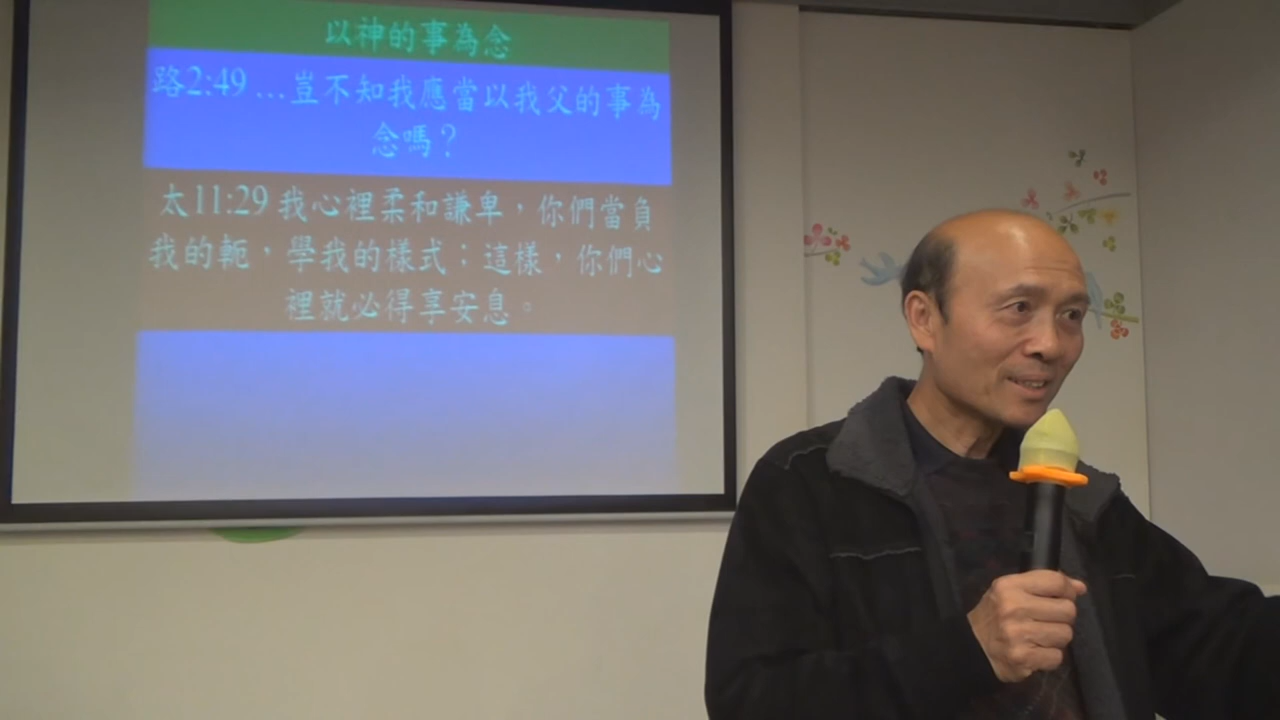 以神的事為念
路2:49 …豈不知我應當以我父的事為
念嗎？
太11:29 我心裡柔和謙卑，你們當負
我的軛，學我的樣式；這樣，你們心
裡就必得享安息。